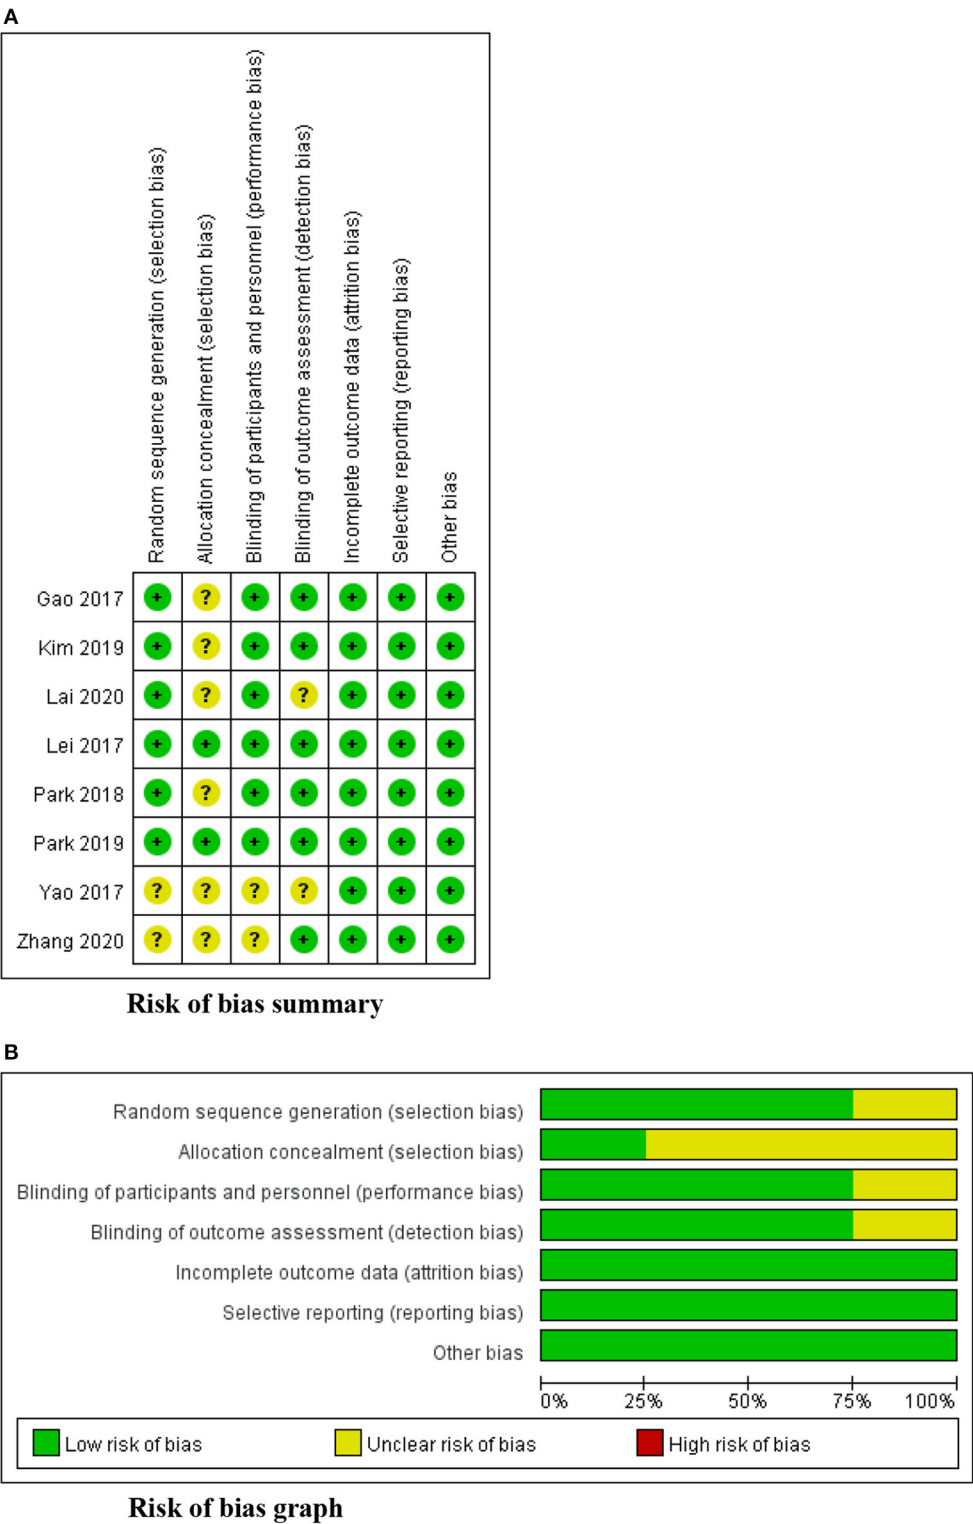 A
Random sequence generation (selection bias)
Allocation concealment (selection bias)
Blinding of participants and personnel (performance bias)
Blinding of outcome assessment (detection bias)
Incomplete outcome data (attrition bias)
Selective reporting (reporting bias)
Other bias
Gao 2017 + ? + + + + +
Kim 2019 + ? + + + + +
Lai 2020 + ? + ? + + +
Lei 2017 + + + + + + +
Park 2018 + ? + + + + +
Park 2019 + + + + + + +
Yao 2017 ? ? ? ? + + +
Zhang 2020 ? ? ? + + + +
Risk of bias summary
B
Random sequence generation (selection bias)
Allocation concealment (selection bias)
Blinding of participants and personnel (performance bias)
Blinding of outcome assessment (detection bias)
Incomplete outcome data (attrition bias)
Selective reporting (reporting bias)
Other bias
0% 25% 50% 75% 100%
Low risk of bias Unclear risk of bias High risk of bias
Risk of bias graph